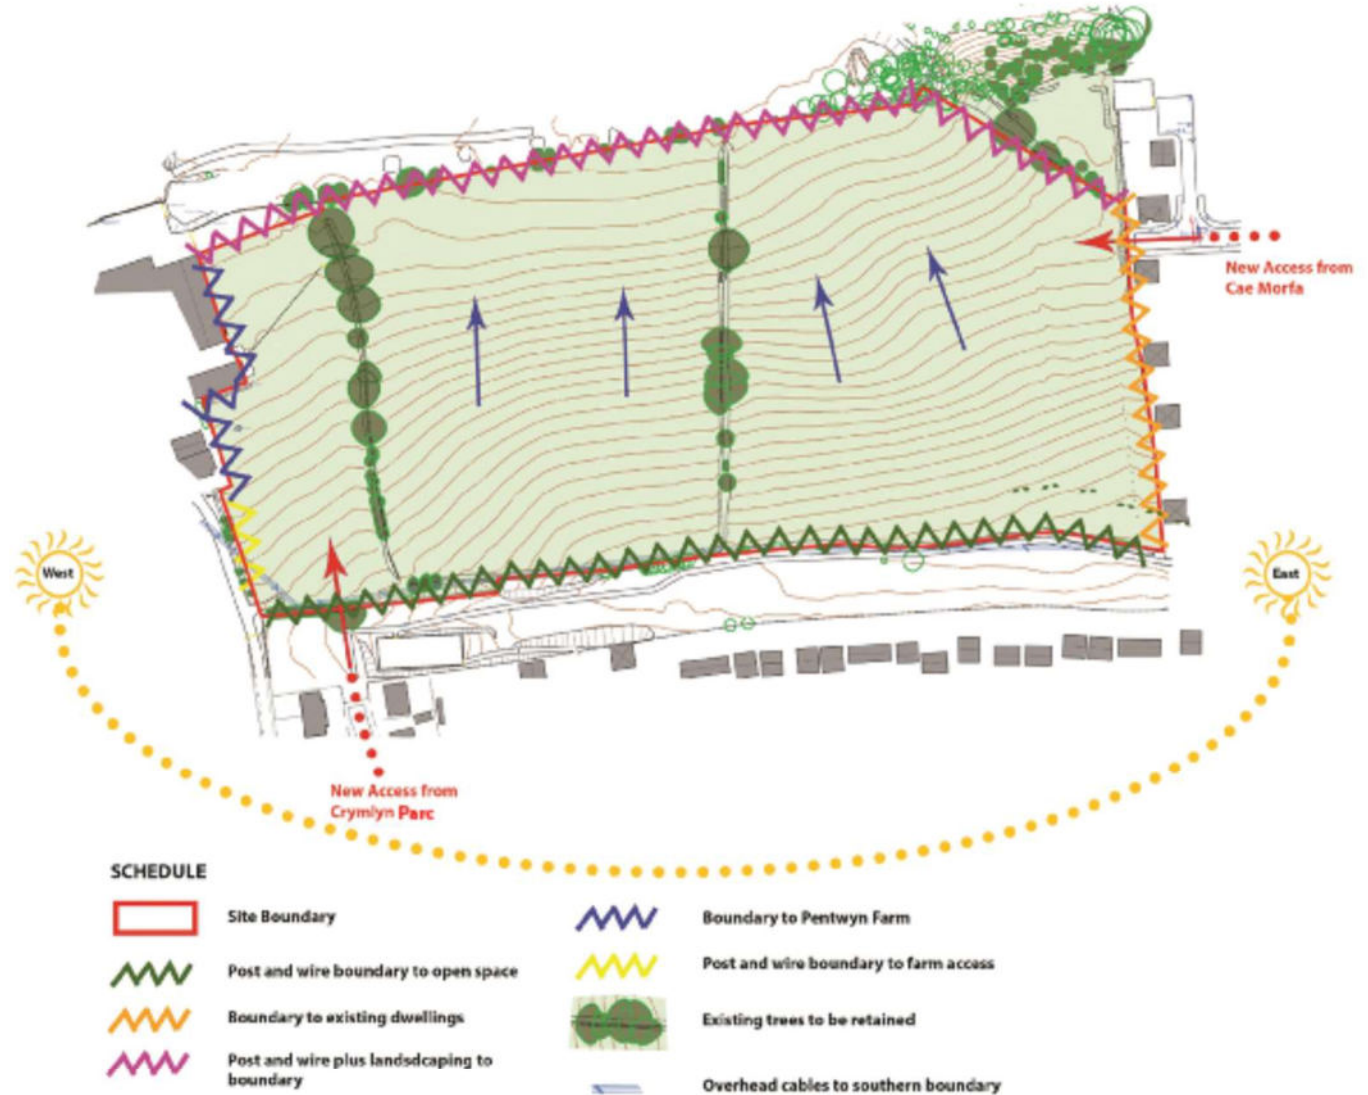 New Access from
Cae Morfa
West
East
New Access from
Crymlyn Parc
SCHEDULE
Site Boundary
Post and wire boundary to open space
Boundary to existing dwellings
Post and wire plus landsdcaping to
boundary
Boundary to Pentwyn Farm
Post and wire boundary to farm access
Existing trees to be retained
Overhead cables to southern boundary